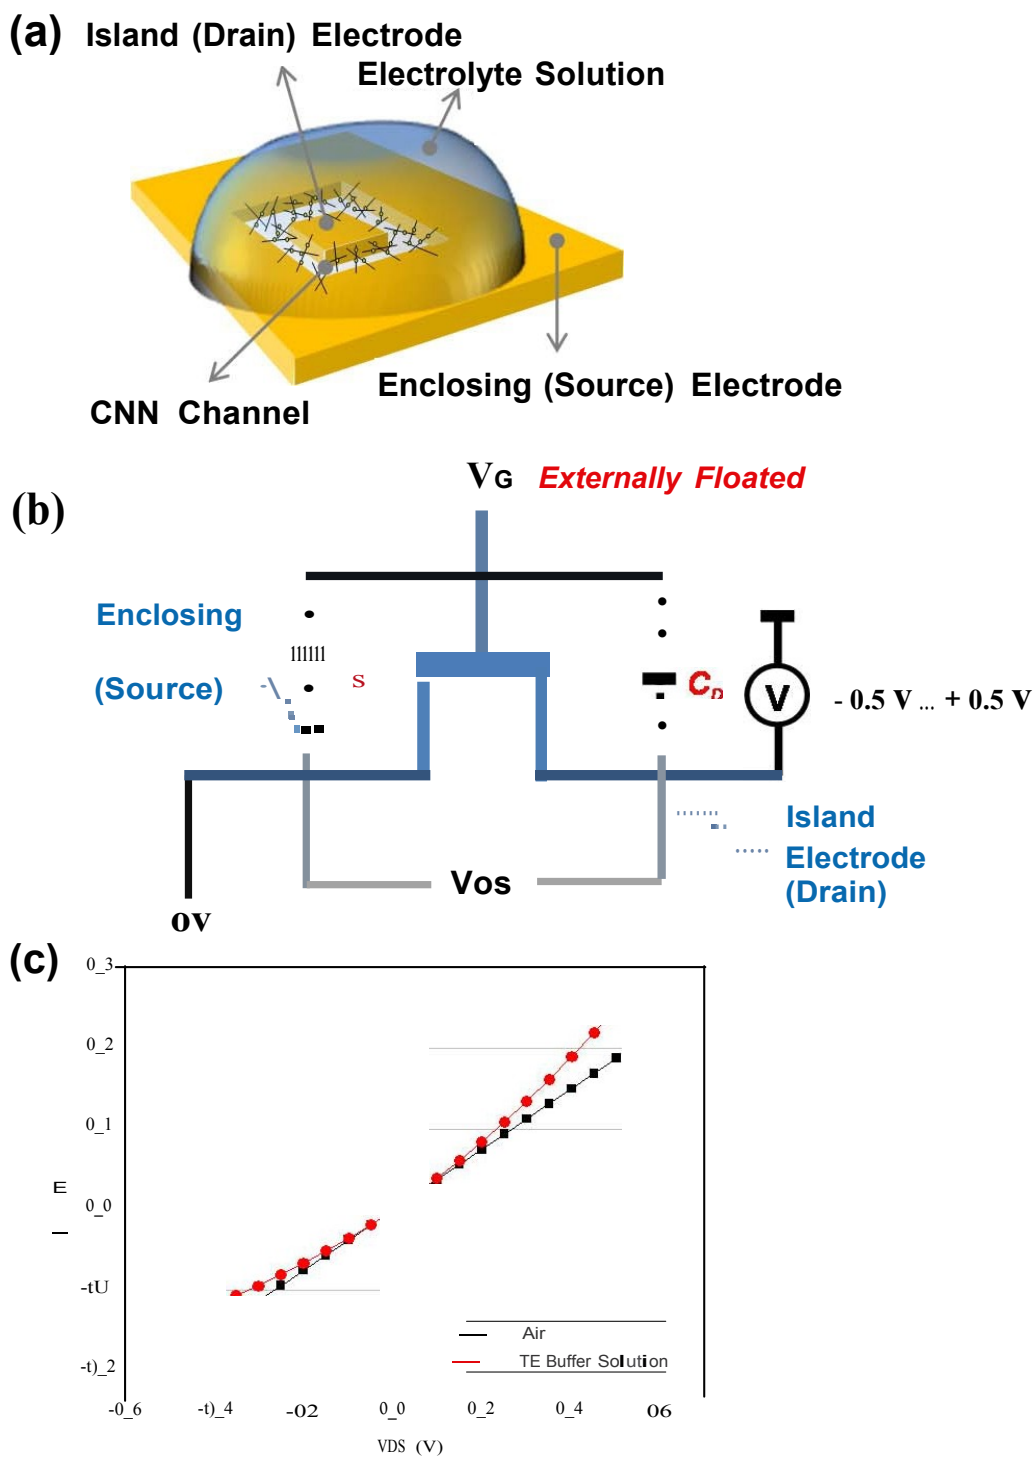 (a) Island (Drain) Electrode
Electrolyte Solution
Enclosing (Source) Electrode
CNN Channel
VG Externally Floated
(b)
Enclosing
(Source)
S
CD
V
- 0.5 V ... + 0.5 V
Island
Electrode
(Drain)
Vos
ov
(c)
0_3
0_2
0_1
0_0
-tU
-t)_2
E
I
Air
TE Buffer Solution
-0_6 -t)_4 -02 0_0 0_2 0_4 06
VDS (V)